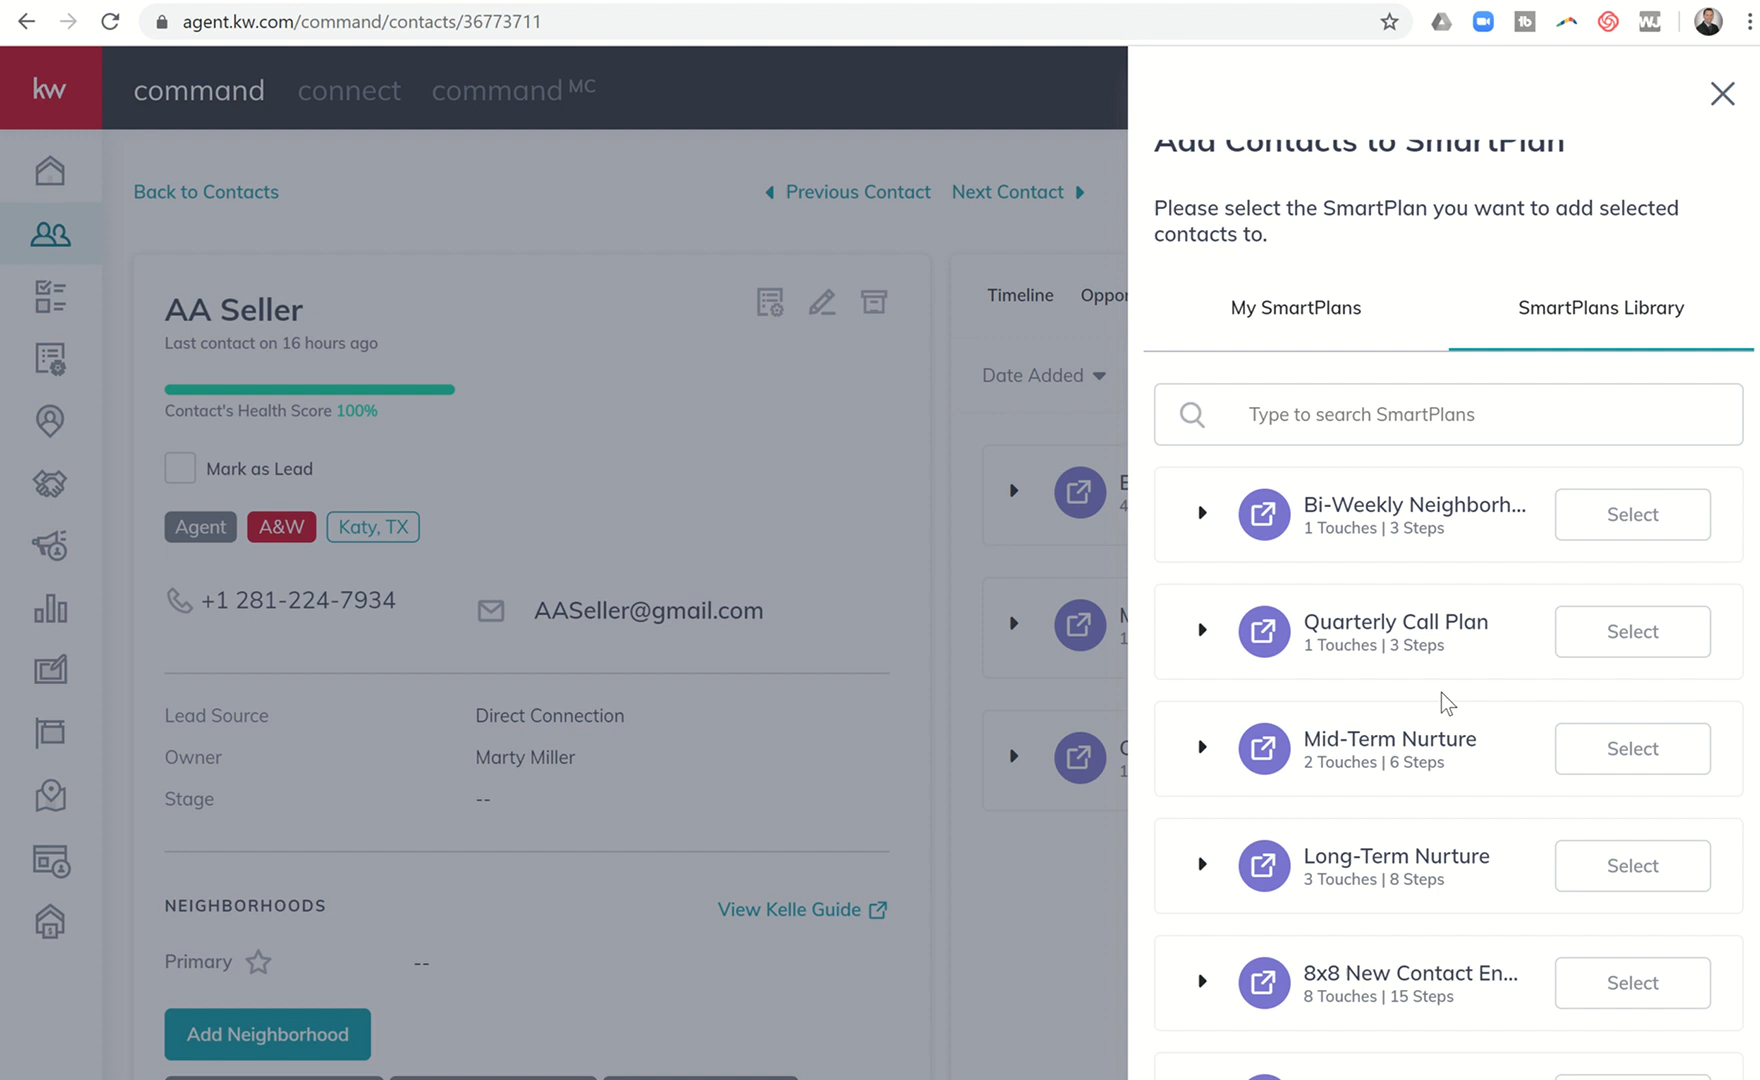 agent.kw.com/command/contacts/36773711
kw
command connect command MC
Back to Contacts
Previous Contact Next Contact
AA Seller
Last contact on 16 hours ago
Contact's Health Score 100%
Mark as Lead
Agent A&W Katy, TX
+1 281-224-7934 AASeller@gmail.com
Lead Source Direct Connection
Owner Marty Miller
Stage --
NEIGHBORHOODS View Kelle Guide
Primary --
Add Neighborhood
Timeline Oppor
Date Added
Add Contacts to SmartPlan
Please select the SmartPlan you want to add selected
contacts to.
My SmartPlans SmartPlans Library
Type to search SmartPlans
Bi-Weekly Neighborh...
1 Touches | 3 Steps
Select
Quarterly Call Plan
1 Touches | 3 Steps
Select
Mid-Term Nurture
2 Touches | 6 Steps
Select
Long-Term Nurture
3 Touches | 8 Steps
Select
8x8 New Contact En...
8 Touches | 15 Steps
Select